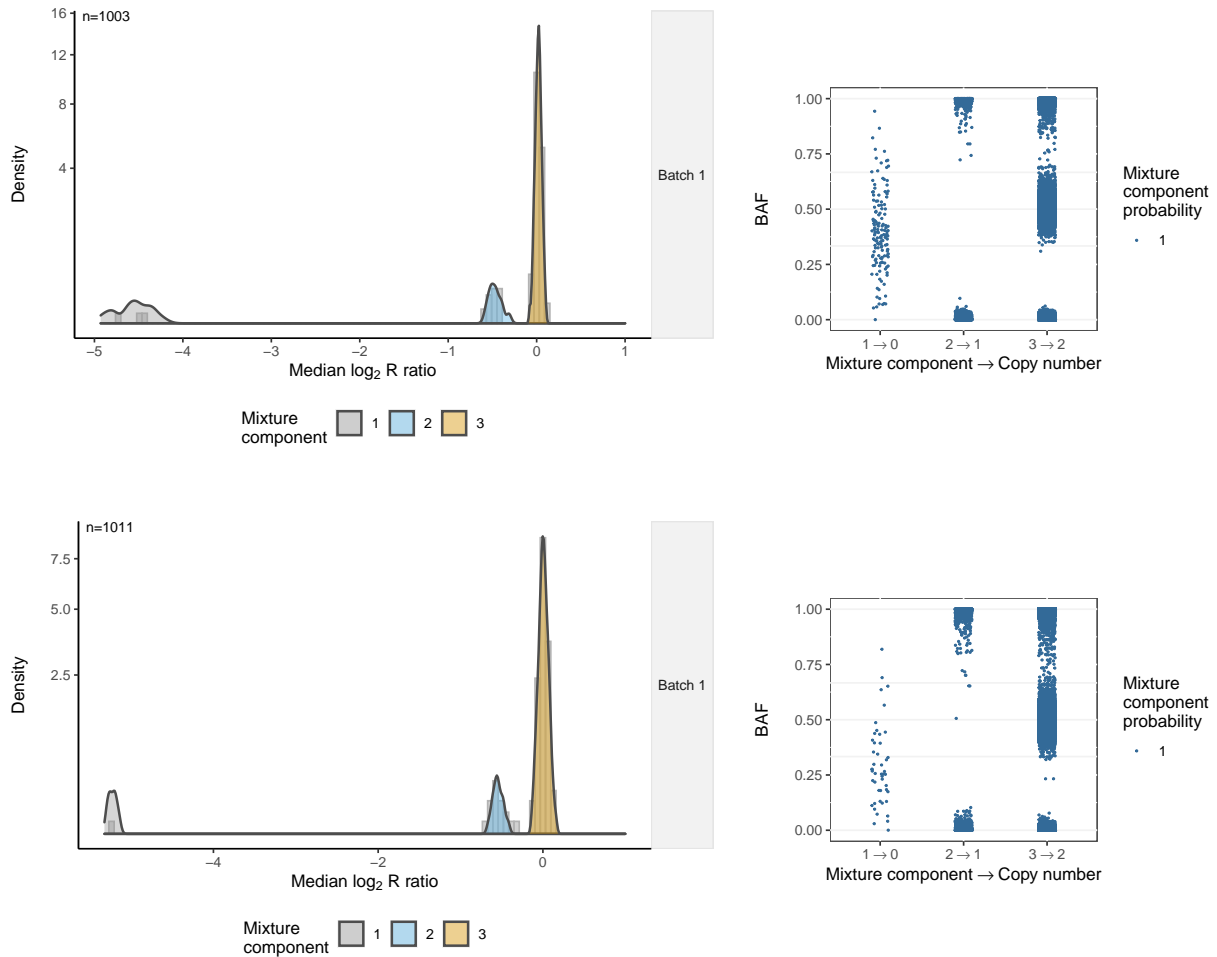 n=1003
16
12
8
4
Density
−5
−4
−3
−2
−1
0
1
Median log2 R ratio
Batch 1
Mixture
component
1
2
3
1.00
0.75
0.50
0.25
0.00
BAF
1→0
2→1
3→2
Mixture component → Copy number
Mixture
component
probability
1
n=1011
7.5
5.0
2.5
Density
−4
−2
0
Median log2 R ratio
Batch 1
Mixture
component
1
2
3
1.00
0.75
0.50
0.25
0.00
BAF
1→0
2→1
3→2
Mixture component → Copy number
Mixture
component
probability
1